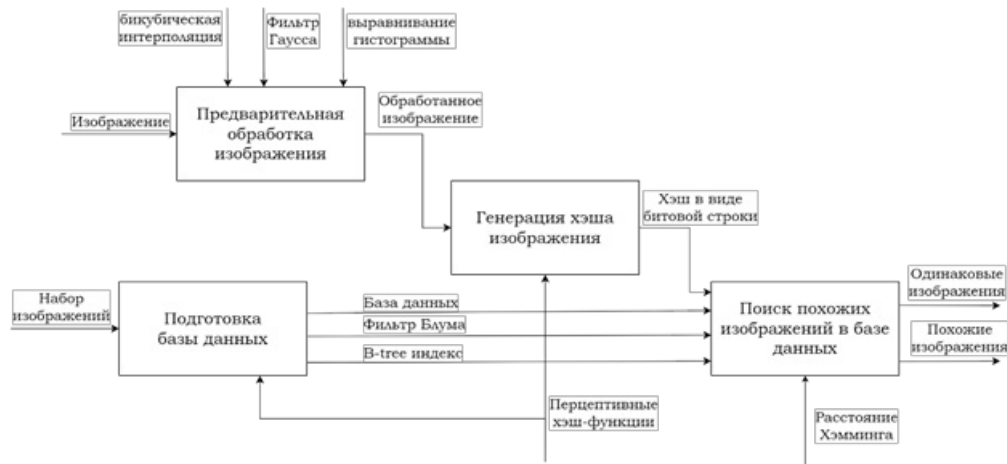 бикубическая
интерполяция
Фильтр
Гаусса
выравнивание
гистограммы
Изображение
Предварительная
обработка
изображения
Обработанное
изображение
Генерация хэша
изображения
Хэш в виде
битовой строки
Набор
изображений
Подготовка
базы данных
База данных
Фильтр Блума
B-tree индекс
Поиск похожих
изображений в базе
данных
Одинаковые
изображения
Похожие
изображения
Перцептивные
хэш-функции
Расстояние
Хэмминга